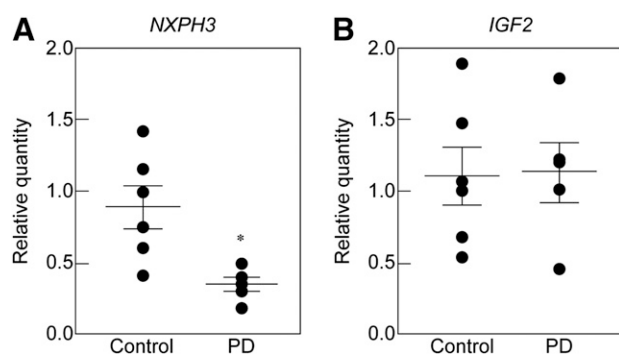 A
NXPH3
Relative quantity
2.0
1.5
1.0
0.5
0.0
*
Control PD
B
IGF2
Relative quantity
2.0
1.5
1.0
0.5
0.0
Control PD